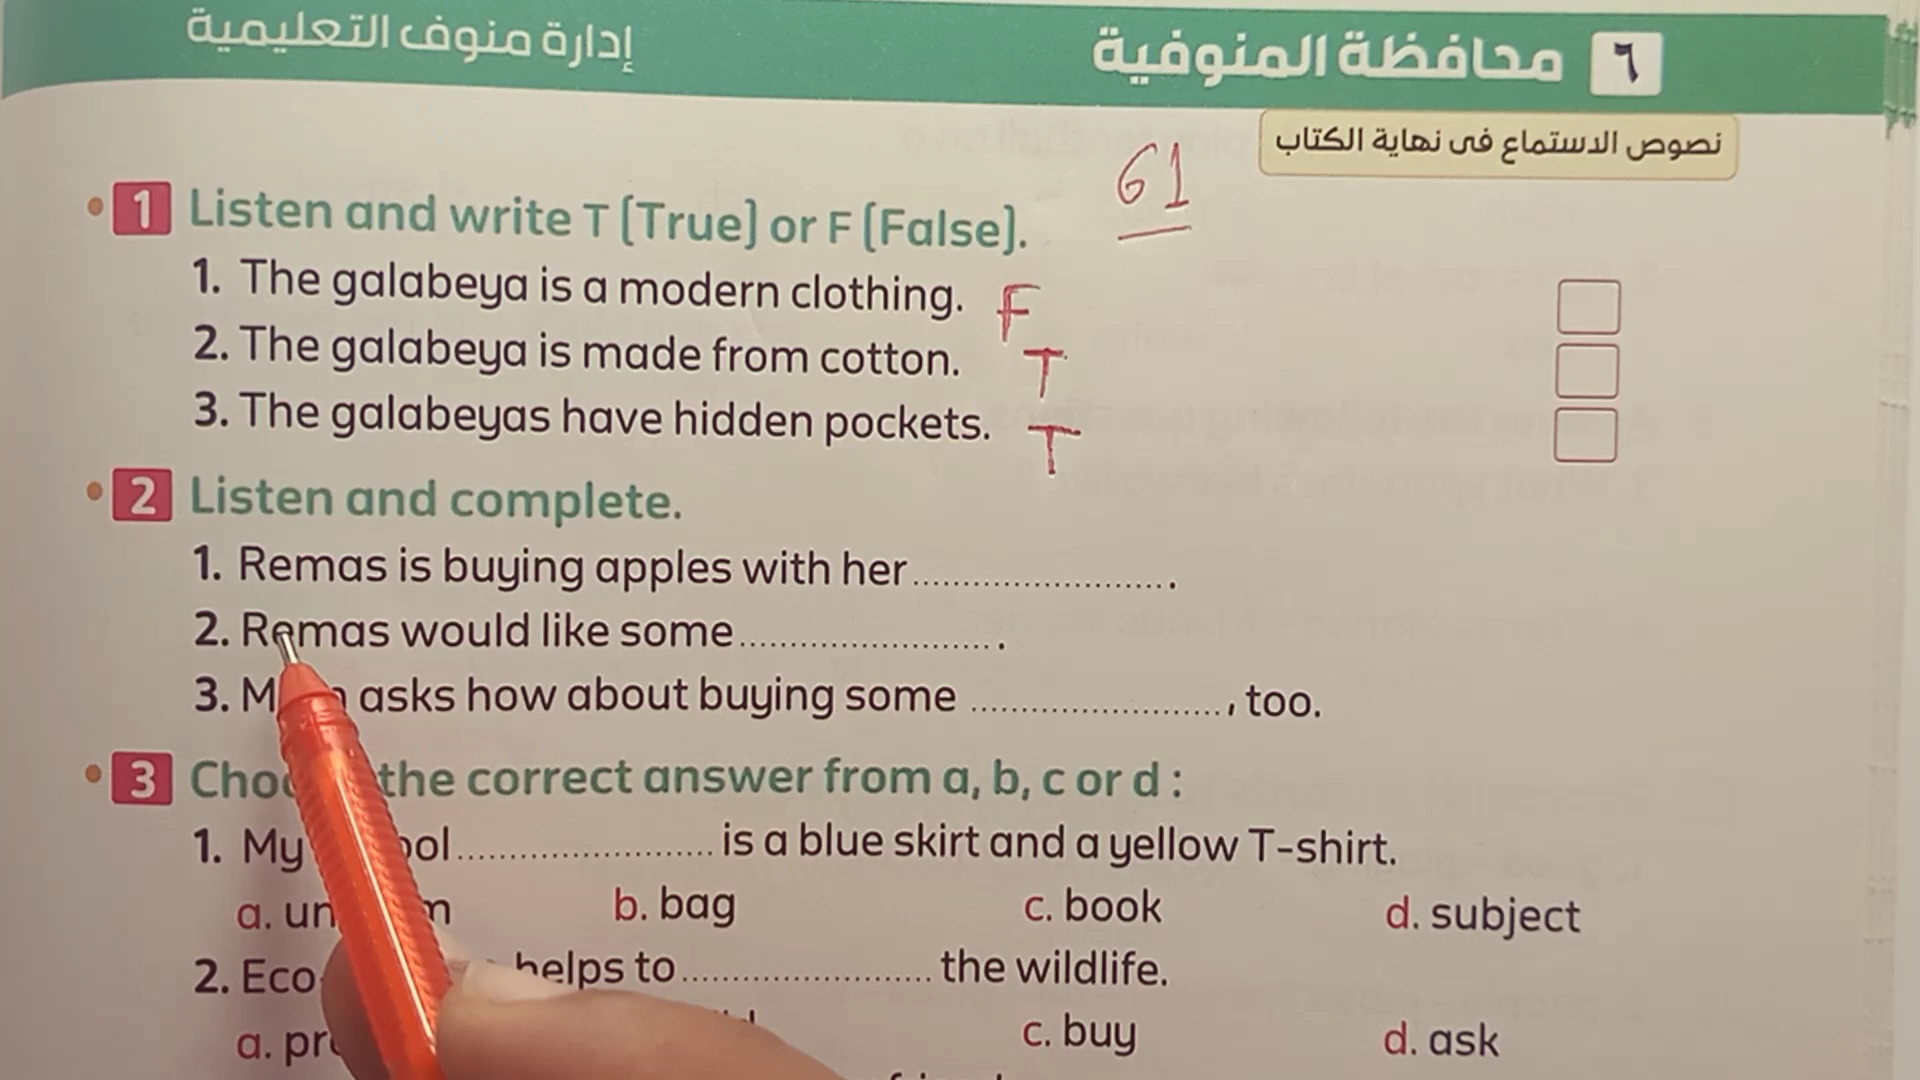 ٦ محافظة المنوفية إدارة منوف التعليمية
نصوص الاستماع فى نهاية الكتاب
61
1 Listen and write T (True) or F (False).
1. The galabeya is a modern clothing. F
2. The galabeya is made from cotton. T
3. The galabeyas have hidden pockets. T
2 Listen and complete.
1. Remas is buying apples with her ........................ .
2. Remas would like some ........................ .
3. asks how about buying some ........................ , too.
3 the correct answer from a, b, c or d :
1. My ........................ is a blue skirt and a yellow T-shirt.
a. b. bag c. book d. subject
2. Eco helps to ........................ the wildlife.
a. c. buy d. ask